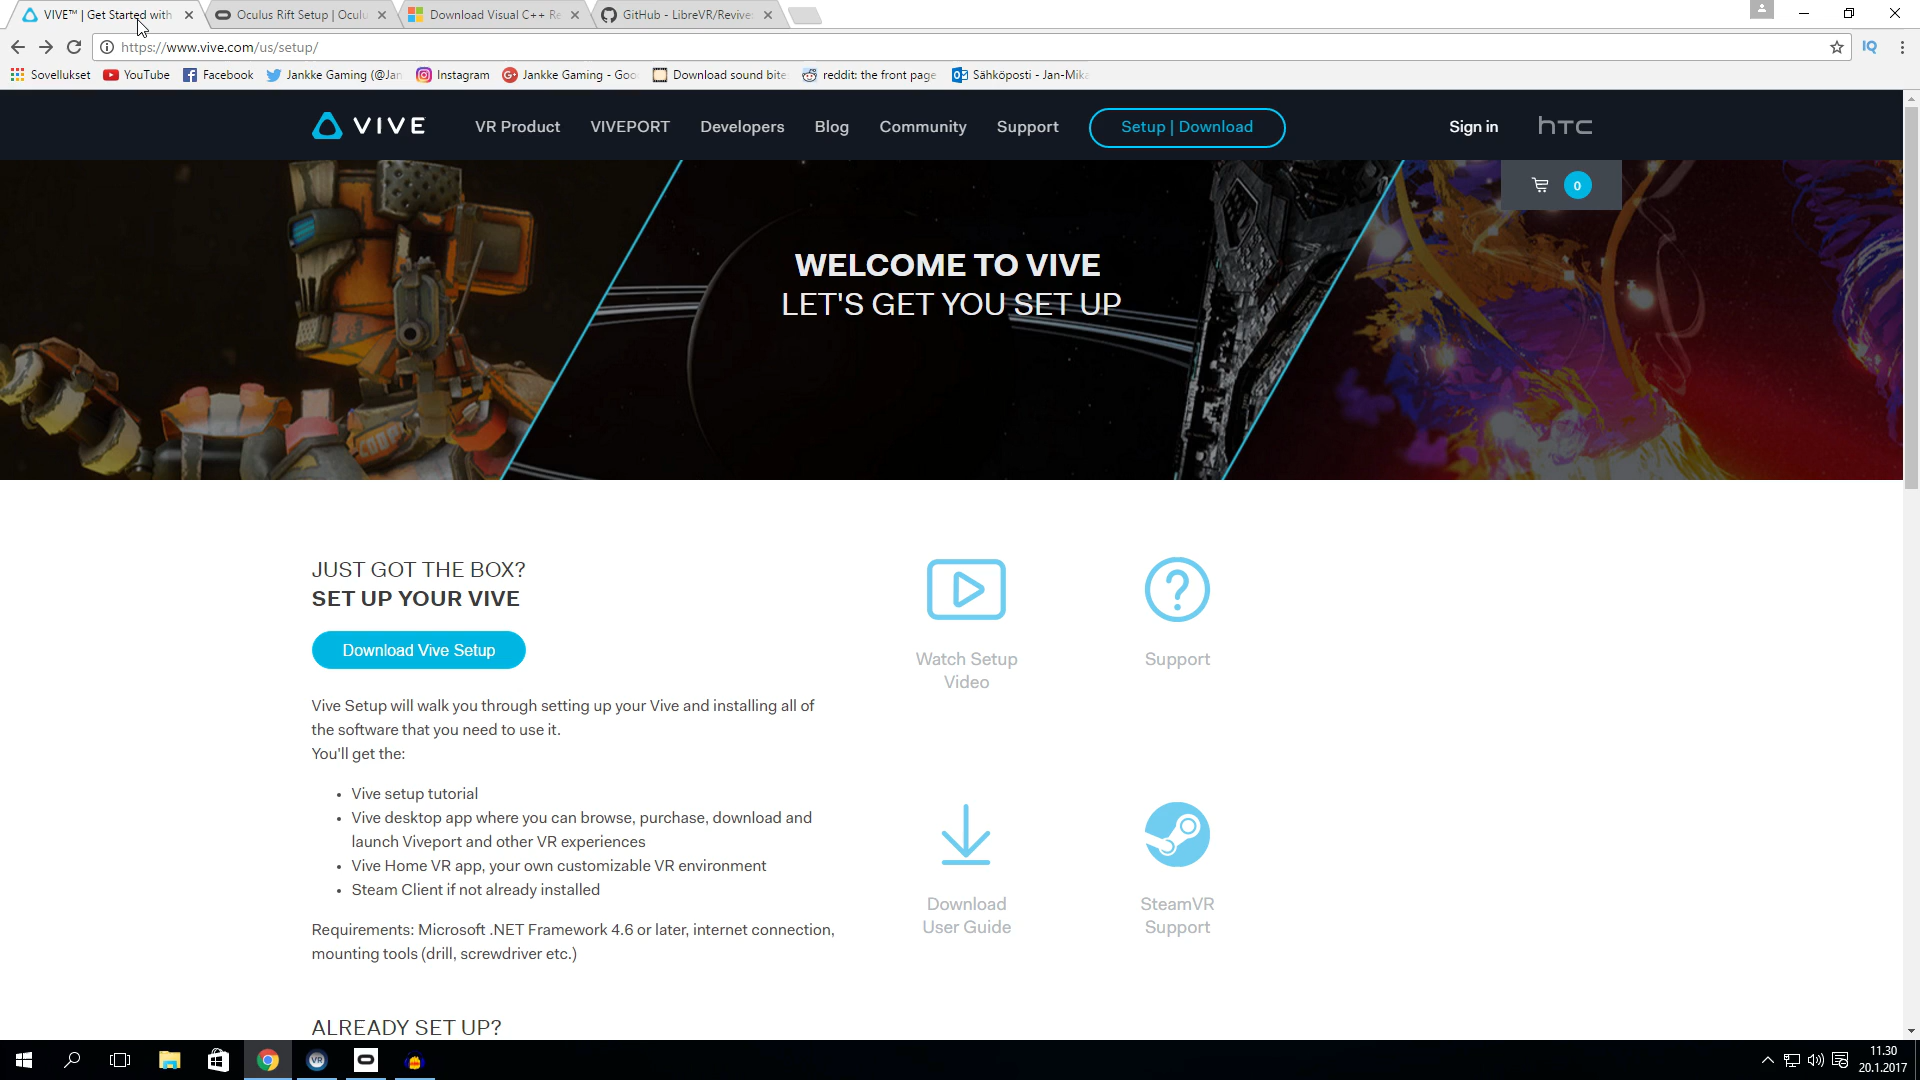 VIVE™ | Get Started with
Oculus Rift Setup | Oculu
Download Visual C++ Re
GitHub - LibreVR/Revive:
https://www.vive.com/us/setup/
IQ
Sovellukset
YouTube
Facebook
Jankke Gaming (@Jan
Instagram
Jankke Gaming - Goo
Download sound bite
reddit: the front page
Sähköposti - Jan-Mika
VIVE
VR Product
VIVEPORT
Developers
Blog
Community
Support
Setup | Download
Sign in
hTC
0
WELCOME TO VIVE
LET'S GET YOU SET UP
JUST GOT THE BOX?
SET UP YOUR VIVE
Download Vive Setup
Vive Setup will walk you through setting up your Vive and installing all of
the software that you need to use it.
You'll get the:
• Vive setup tutorial
• Vive desktop app where you can browse, purchase, download and
launch Viveport and other VR experiences
• Vive Home VR app, your own customizable VR environment
• Steam Client if not already installed
Requirements: Microsoft .NET Framework 4.6 or later, internet connection,
mounting tools (drill, screwdriver etc.)
Watch Setup
Video
Support
Download
User Guide
SteamVR
Support
ALREADY SET UP?
VR
11.30
20.1.2017